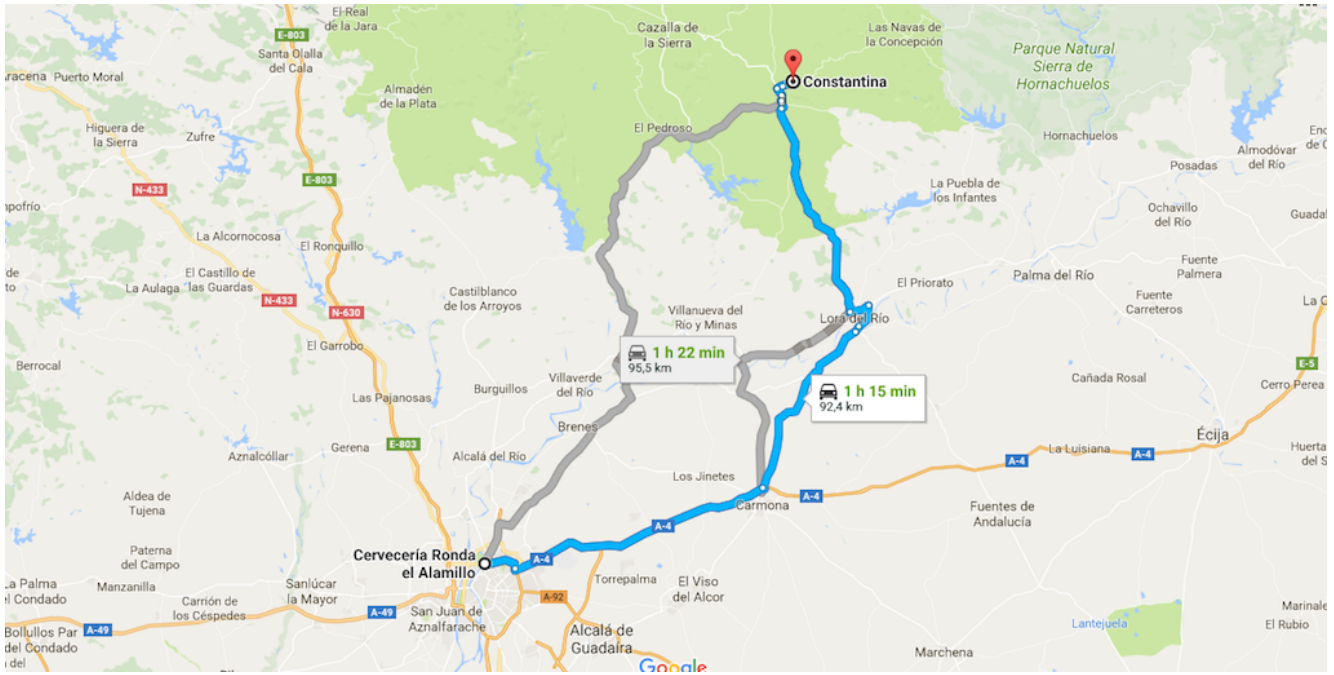 El Real
de la Jara
E-803
Santa Olalla
del Cala
Aracena
Puerto Moral
Almadén
de la Plata
Higuera de
la Sierra
Zufre
Cazalla de
la Sierra
Las Navas de
la Concepción
Parque Natural
Sierra de
Hornachuelos
Constantina
El Pedroso
Hornachuelos
Almodóvar
del Río
Posadas
N-433
E-803
La Puebla de
los Infantes
Ochavillo
del Río
La Alcornocosa
El Ronquillo
El Castillo de
las Guardas
La Aulaga
N-433
N-630
Castilblanco
de los Arroyos
El Priorato
Palma del Río
Fuente
Palmera
Fuente
Carreteros
Villanueva del
Río y Minas
Lora del Río
El Garrobo
Berrocal
1 h 22 min
95,5 km
E-5
Burguillos
Villaverde
del Río
1 h 15 min
92,4 km
Cañada Rosal
Cerro Perea
Las Pajanosas
Brenes
Écija
E-803
Gerena
Aznalcóllar
Alcalá del Río
Los Jinetes
La Luisiana
A-4
A-4
A-4
Carmona
Aldea de
Tujena
Fuentes de
Andalucía
A-4
Paterna
del Campo
Cervecería Ronda
el Alamillo
A-4
La Palma
el Condado
Manzanilla
Sanlúcar
la Mayor
Torrepalma
El Viso
del Alcor
A-92
Carrión de
los Céspedes
A-49
A-49
San Juan de
Aznalfarache
Bollullos Par
del Condado
Alcalá de
Guadaíra
Lantejuela
El Rubio
Marchena
Google